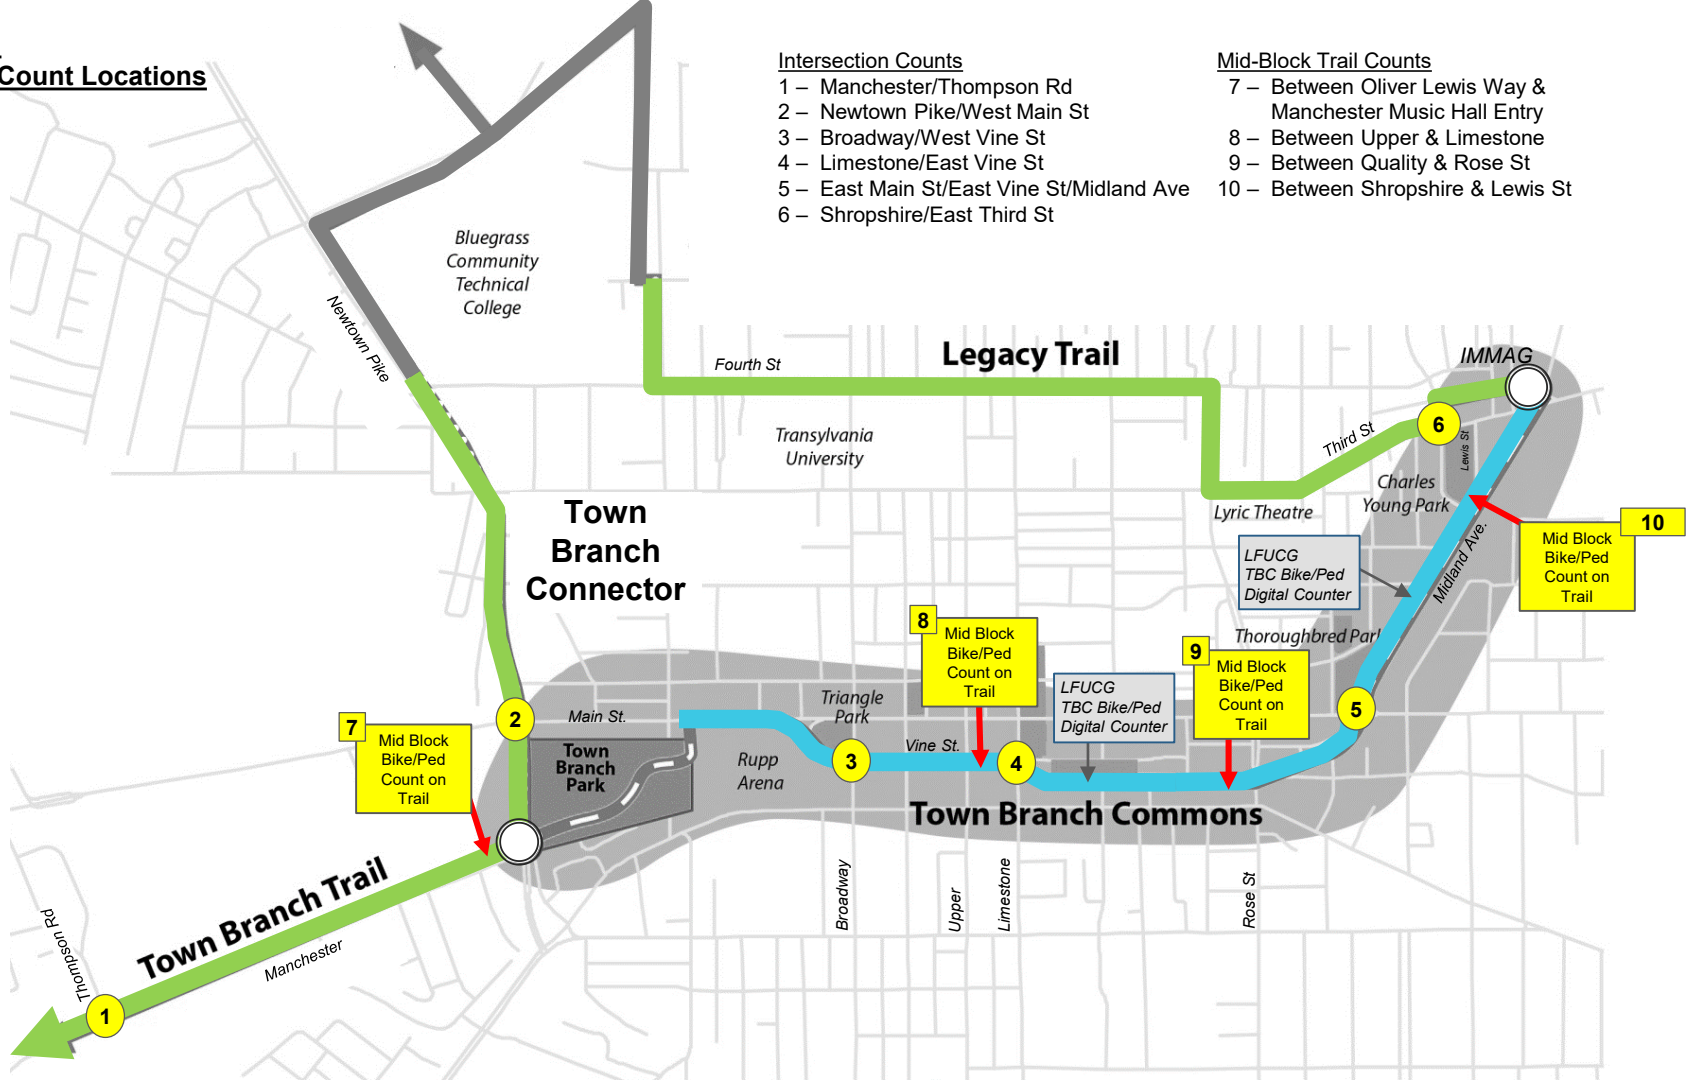 Count Locations
Intersection Counts
1 – Manchester/Thompson Rd
2 – Newtown Pike/West Main St
3 – Broadway/West Vine St
4 – Limestone/East Vine St
5 – East Main St/East Vine St/Midland Ave
6 – Shropshire/East Third St
Mid-Block Trail Counts
7 – Between Oliver Lewis Way &
Manchester Music Hall Entry
8 – Between Upper & Limestone
9 – Between Quality & Rose St
10 – Between Shropshire & Lewis St
Bluegrass
Community
Technical
College
Newtown Pike
Fourth St
Legacy Trail
IMMAG
Transylvania
University
Third St
6
Lewis St
Charles
Young Park
Lyric Theatre
Town
Branch
Connector
10
Mid Block
Bike/Ped
Count on
Trail
LFUCG
TBC Bike/Ped
Digital Counter
Midland Ave.
Thoroughbred Park
8
Mid Block
Bike/Ped
Count on
Trail
9
Mid Block
Bike/Ped
Count on
Trail
LFUCG
TBC Bike/Ped
Digital Counter
Triangle
Park
5
2
Main St.
7
Mid Block
Bike/Ped
Count on
Trail
Town
Branch
Park
Rupp
Arena
3
Vine St.
4
Town Branch Commons
Town Branch Trail
Broadway
Upper
Limestone
Rose St
Thompson Rd
Manchester
1